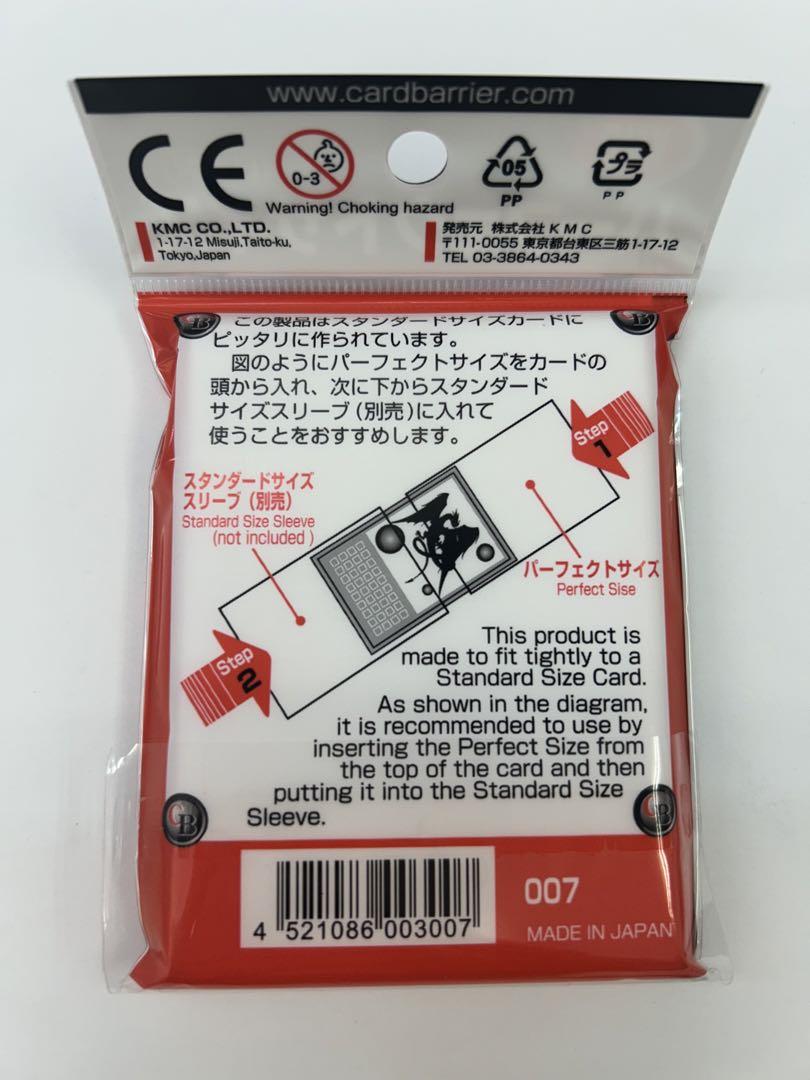 www.cardbarrier.com
CE
0-3
Warning! Choking hazard
05
PP
プラ
PP
KMC CO.,LTD.
1-17-12 Misuji,Taito-ku,
Tokyo,Japan
発売元 株式会社KMC
〒111-0055 東京都台東区三筋1-17-12
TEL 03-3864-0343
CB
CB
この製品はスタンダードサイズカードに
ピッタリに作られています。
図のようにパーフェクトサイズをカードの
頭から入れ、次に下からスタンダード
サイズスリーブ(別売)に入れて
使うことをおすすめします。
Step
1
スタンダードサイズ
スリーブ(別売)
Standard Size Sleeve
(not included )
パーフェクトサイズ
Perfect Sise
Step
2
This product is
made to fit tightly to a
Standard Size Card.
As shown in the diagram,
it is recommended to use by
inserting the Perfect Size from
the top of the card and then
putting it into the Standard Size
Sleeve.
CB
CB
4 521086 003007
007
MADE IN JAPAN